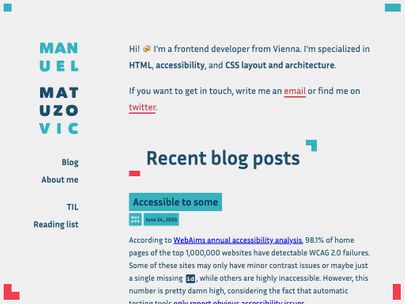 MAN
UEL
MAT
UZO
VIC
Blog
About me
TIL
Reading list
Hi! I'm a frontend developer from Vienna. I'm specialized in
HTML, accessibility, and CSS layout and architecture.
If you want to get in touch, write me an email or find me on
twitter.
Recent blog posts
Accessible to some
June 24, 2020
According to WebAims annual accessibility analysis, 98.1% of home
pages of the top 1,000,000 websites have detectable WCAG 2.0 failures.
Some of these sites may only have minor contrast issues or maybe just
a single missing id, while others are highly inaccessible. However, this
number is pretty damn high, considering the fact that automatic
testing tools only report obvious accessibility issues.